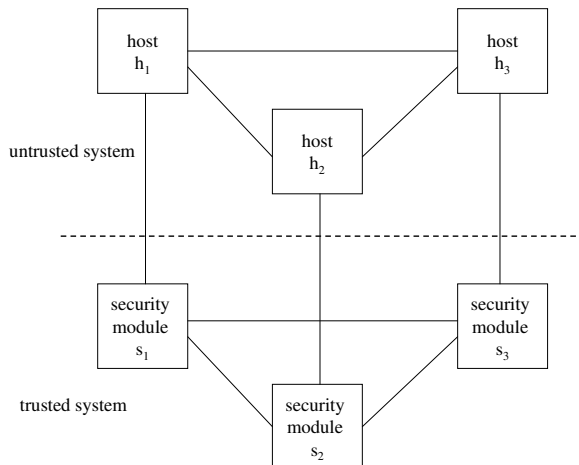 host
h₁
host
h₃
host
h₂
untrusted system
security
module
s₁
security
module
s₃
security
module
s₂
trusted system